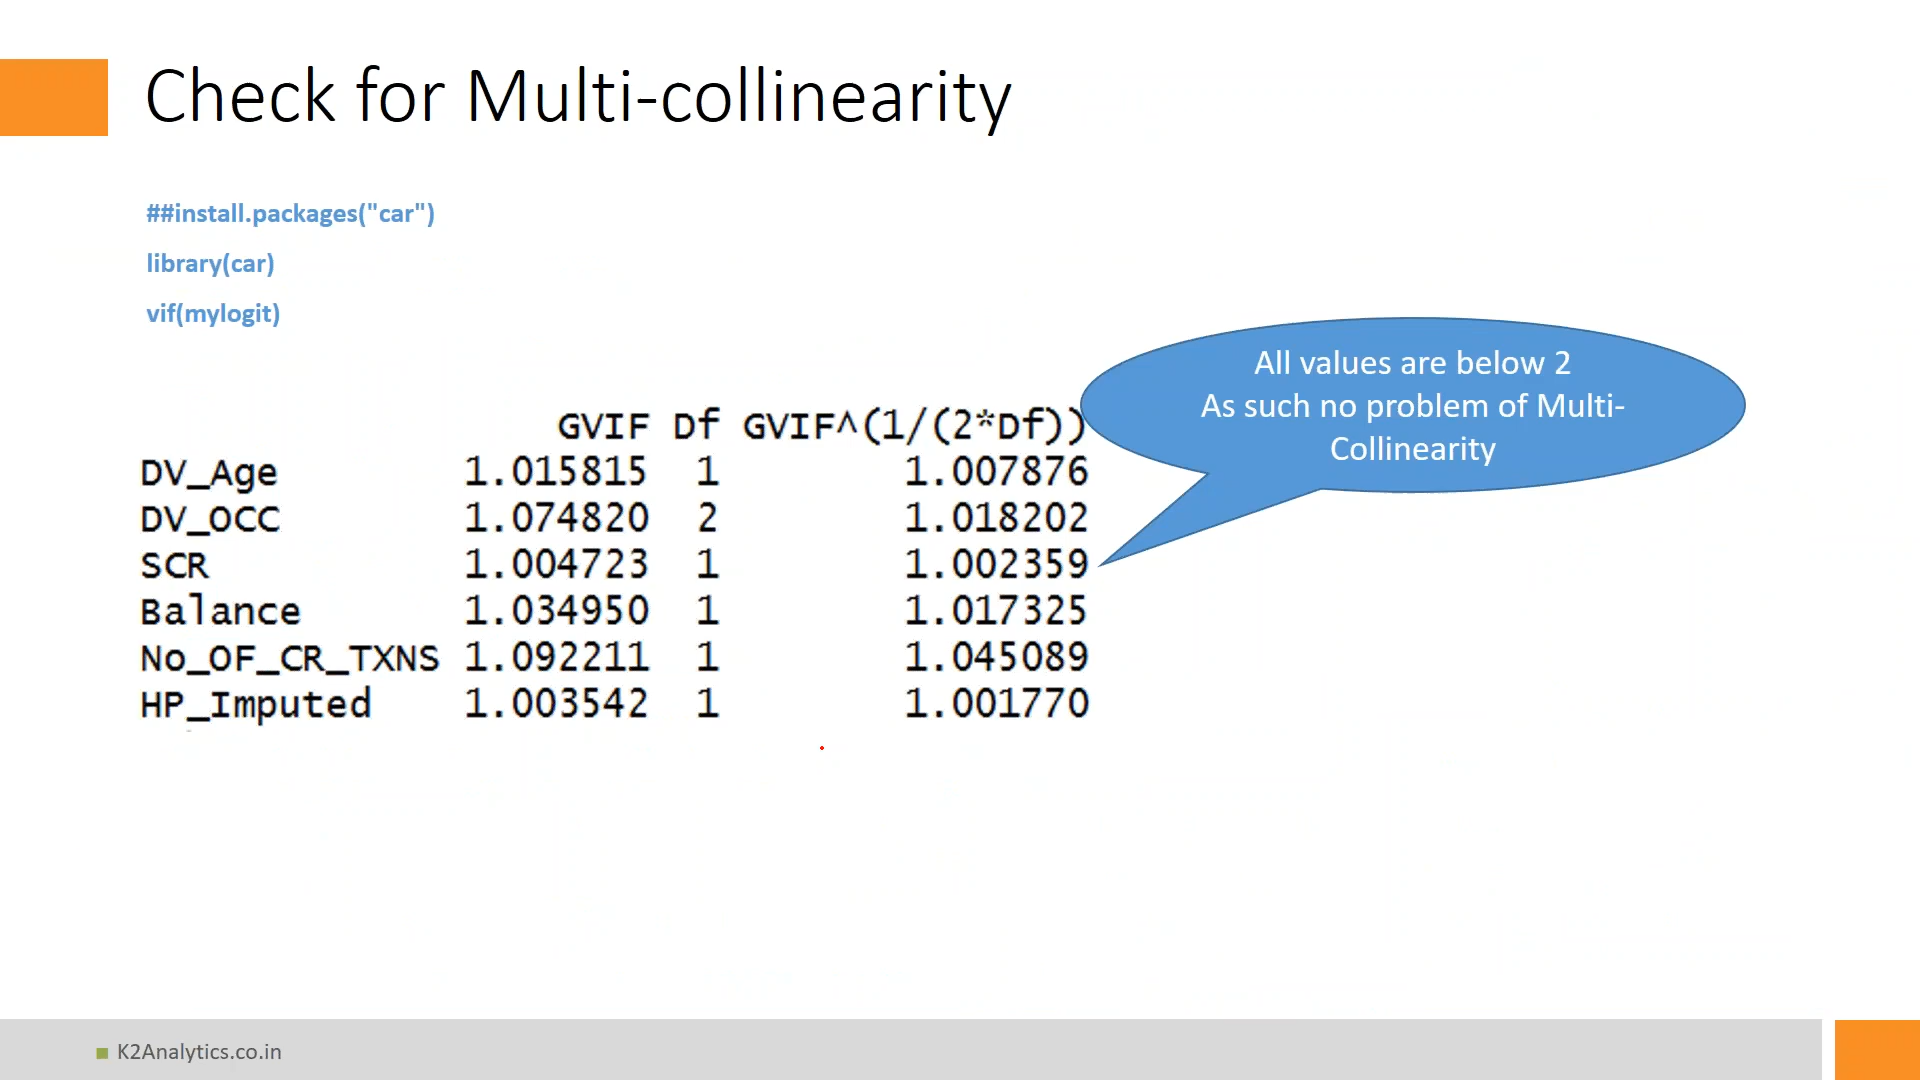 Check for Multi-collinearity
##install.packages("car")
library(car)
vif(mylogit)
All values are below 2
As such no problem of Multi-
Collinearity
GVIF Df GVIF^(1/(2*Df))
DV_Age 1.015815 1 1.007876
DV_OCC 1.074820 2 1.018202
SCR 1.004723 1 1.002359
Balance 1.034950 1 1.017325
No_OF_CR_TXNS 1.092211 1 1.045089
HP_Imputed 1.003542 1 1.001770
K2Analytics.co.in